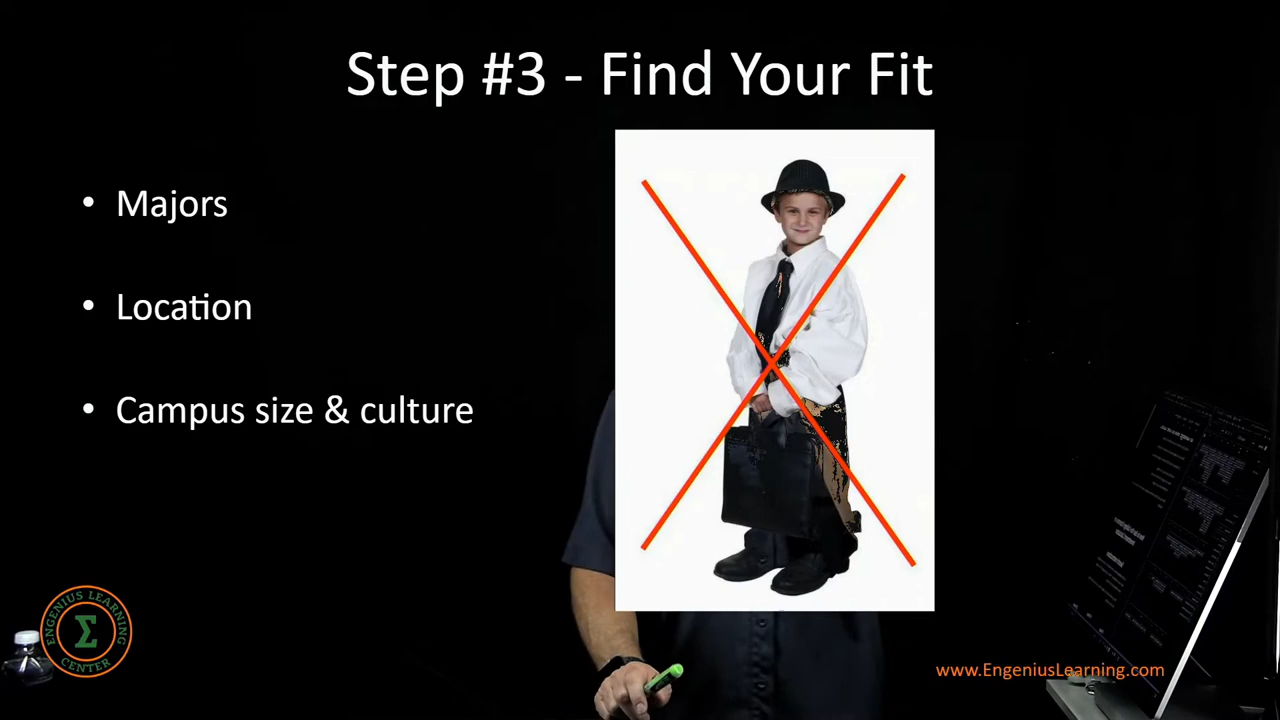 Step #3 - Find Your Fit
• Majors
• Location
• Campus size & culture
ENGENIUS LEARNING
Σ
CENTER
www.EngeniusLearning.com